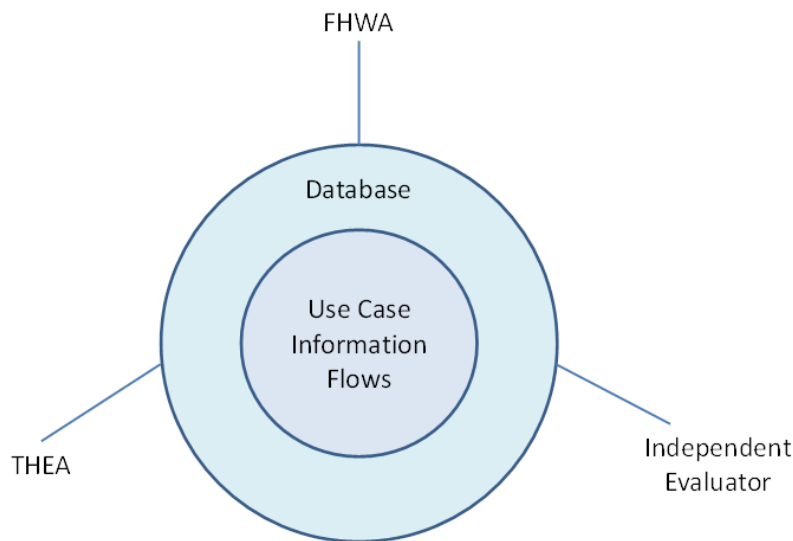 FHWA
Database
Use Case
Information
Flows
THEA
Independent
Evaluator